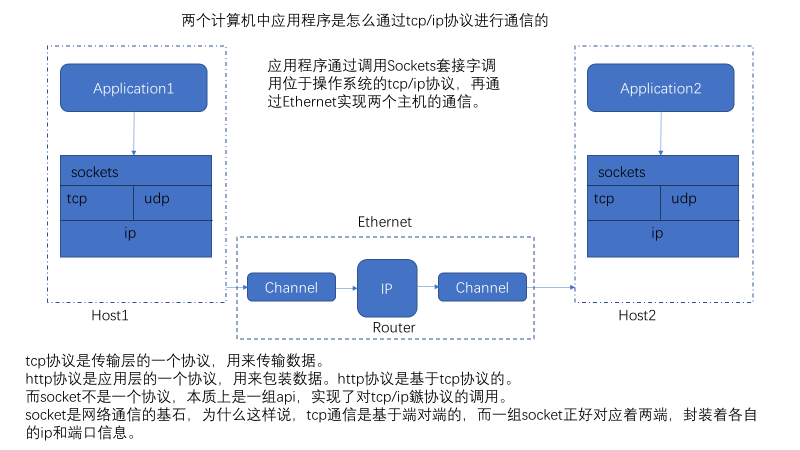 两个计算机中应用程序是怎么通过tcp/ip协议进行通信的
Application1
应用程序通过调用Sockets套接字调
用位于操作系统的tcp/ip协议，再通
过Ethernet实现两个主机的通信。
Application2
sockets
tcp
udp
ip
sockets
tcp
udp
ip
Ethernet
Channel
IP
Channel
Router
Host1
Host2
tcp协议是传输层的一个协议，用来传输数据。
http协议是应用层的一个协议，用来包装数据。http协议是基于tcp协议的。
而socket不是一个协议，本质上是一组api，实现了对tcp/ip鏃协议的调用。
socket是网络通信的基石，为什么这样说，tcp通信是基于端对端的，而一组socket正好对应着两端，封装着各自
的ip和端口信息。